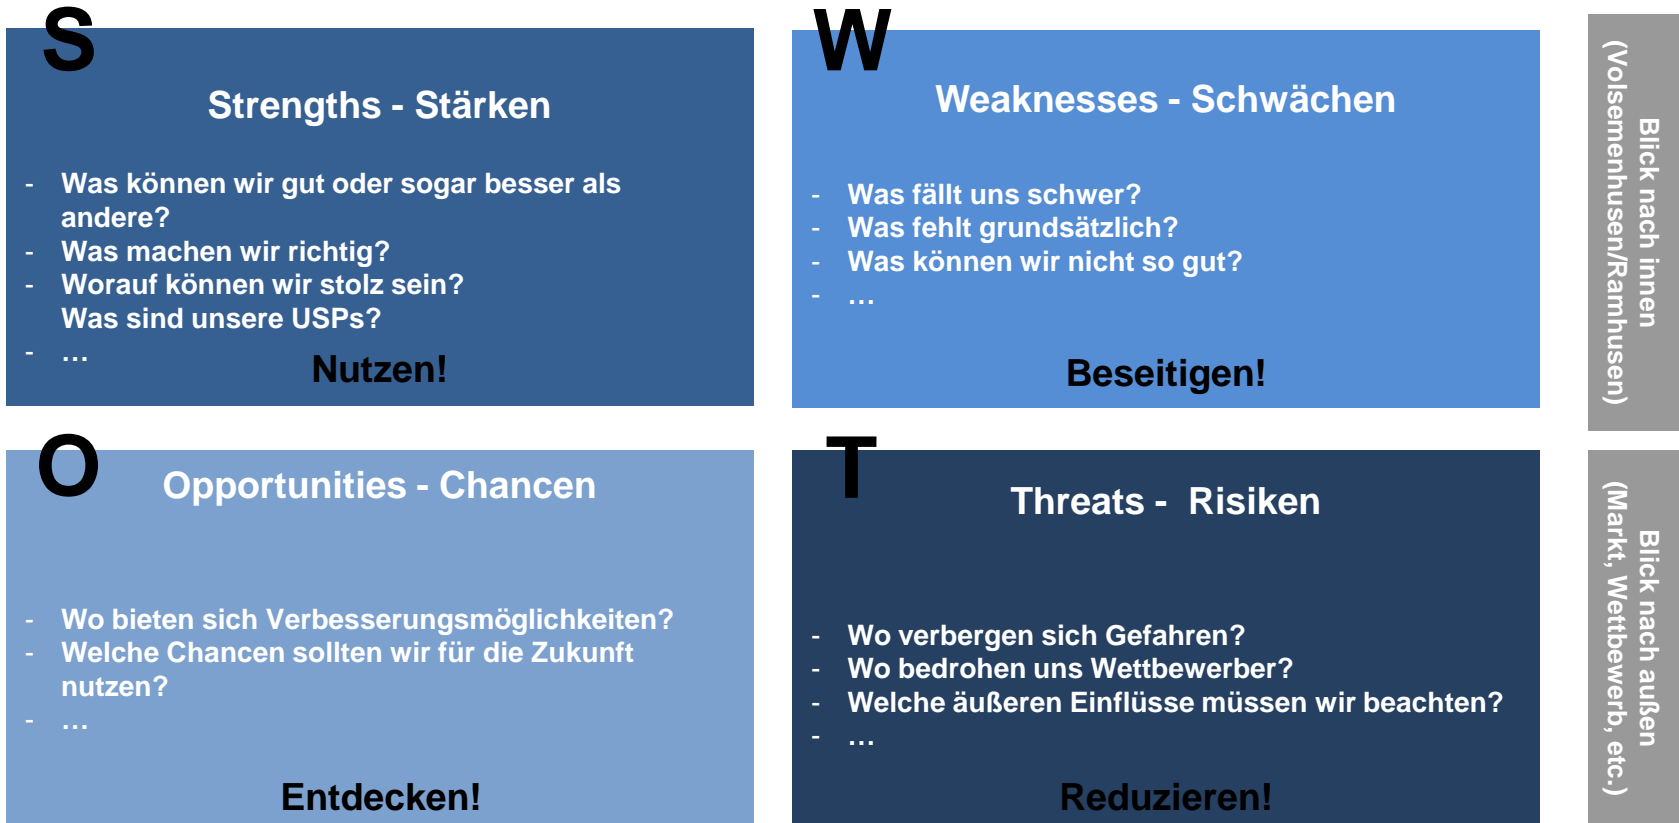 S
Strengths - Stärken
- Was können wir gut oder sogar besser als
andere?
- Was machen wir richtig?
- Worauf können wir stolz sein?
Was sind unsere USPs?
- …
Nutzen!
W
Weaknesses - Schwächen
- Was fällt uns schwer?
- Was fehlt grundsätzlich?
- Was können wir nicht so gut?
- …
Beseitigen!
Blick nach innen
(Volsemenhusen/Ramhusen)
O
Opportunities - Chancen
- Wo bieten sich Verbesserungsmöglichkeiten?
- Welche Chancen sollten wir für die Zukunft
nutzen?
- …
Entdecken!
T
Threats - Risiken
- Wo verbergen sich Gefahren?
- Wo bedrohen uns Wettbewerber?
- Welche äußeren Einflüsse müssen wir beachten?
- …
Reduzieren!
Blick nach außen
(Markt, Wettbewerb, etc.)